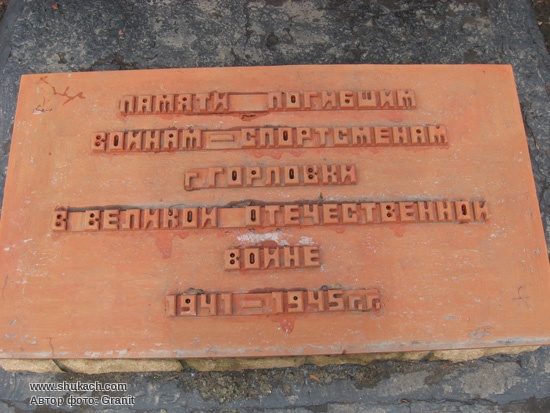 ПАМЯТИ ПОГИБШИМ
ВОИНАМ-СПОРТСМЕНАМ
г ГОРЛОВКИ
В ВЕЛИКОЙ ОТЕЧЕСТВЕННОЙ
ВОЙНЕ
1941-1945г.г.
www.shukach.com
Автор фото: Granit